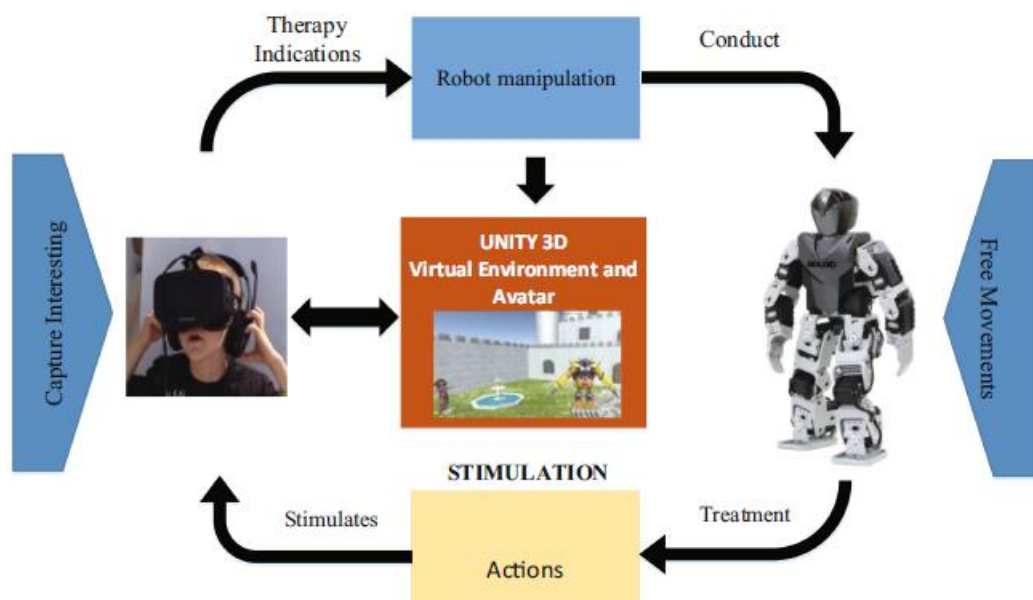 Therapy
Indications
Robot manipulation
Conduct
Capture Interesting
UNITY 3D
Virtual Environment and
Avatar
Free Movements
STIMULATION
Stimulates
Actions
Treatment